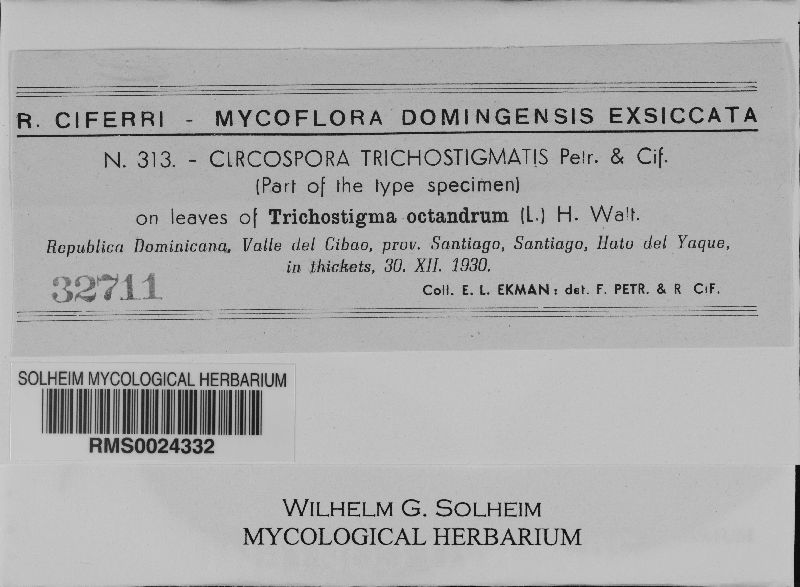 R. CIFERRI - MYCOFLORA DOMINGENSIS EXSICCATA
N. 313. - CERCOSPORA TRICHOSTIGMATIS Petr. & Cif.
(Part of the type specimen)
on leaves of Trichostigma octandrum (L.) H. Walt.
Republica Dominicana, Valle del Cibao, prov. Santiago, Santiago, Hato del Yaque,
in thickets, 30. XII. 1930.
32711
Coll. E. L. EKMAN: det. F. PETR. & R CIF.
SOLHEIM MYCOLOGICAL HERBARIUM
RMS0024332
WILHELM G. SOLHEIM
MYCOLOGICAL HERBARIUM